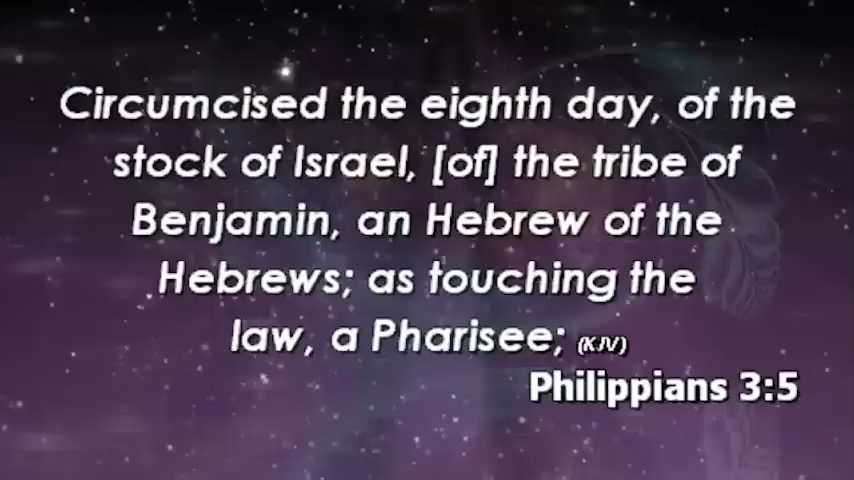 Circumcised the eighth day, of the
stock of Israel, [of] the tribe of
Benjamin, an Hebrew of the
Hebrews; as touching the
law, a Pharisee; (KJV)
Philippians 3:5